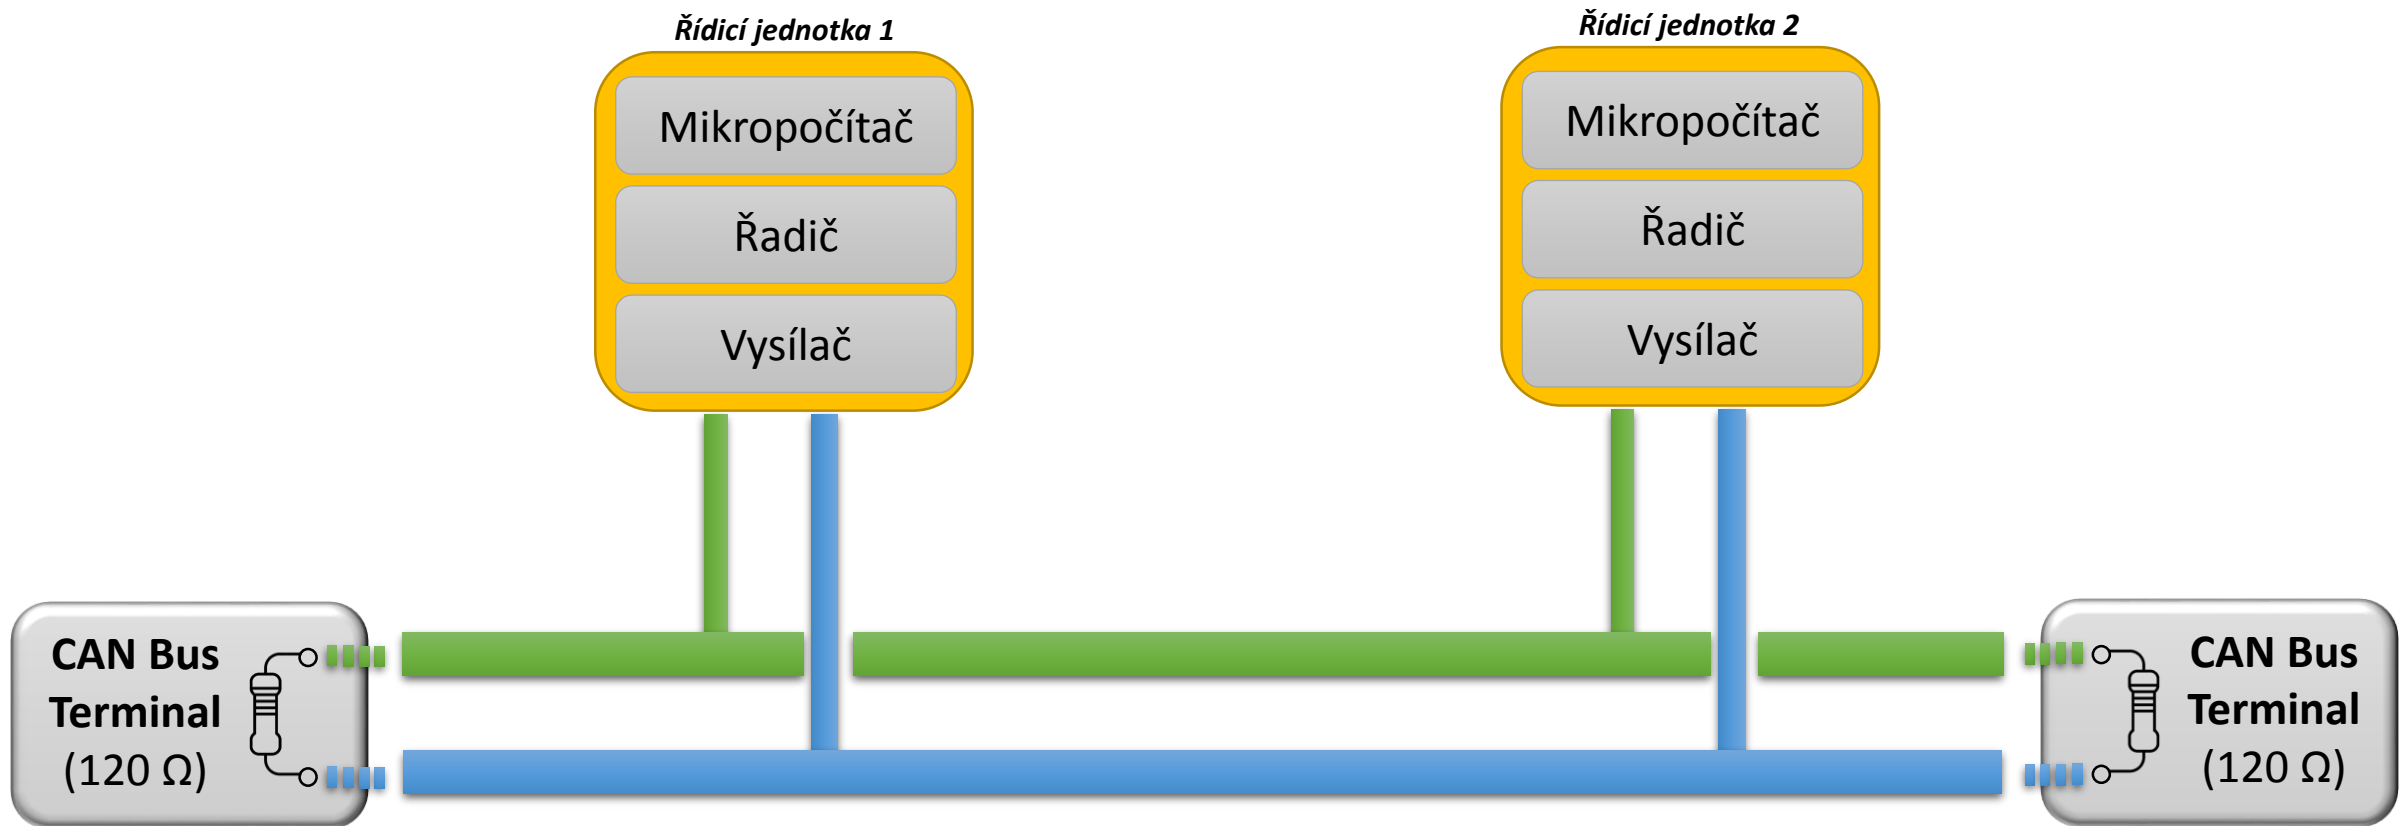 Řídicí jednotka 1
Mikropočítač
Řadič
Vysílač
Řídicí jednotka 2
Mikropočítač
Řadič
Vysílač
CAN Bus
Terminal
(120 Ω)
CAN Bus
Terminal
(120 Ω)